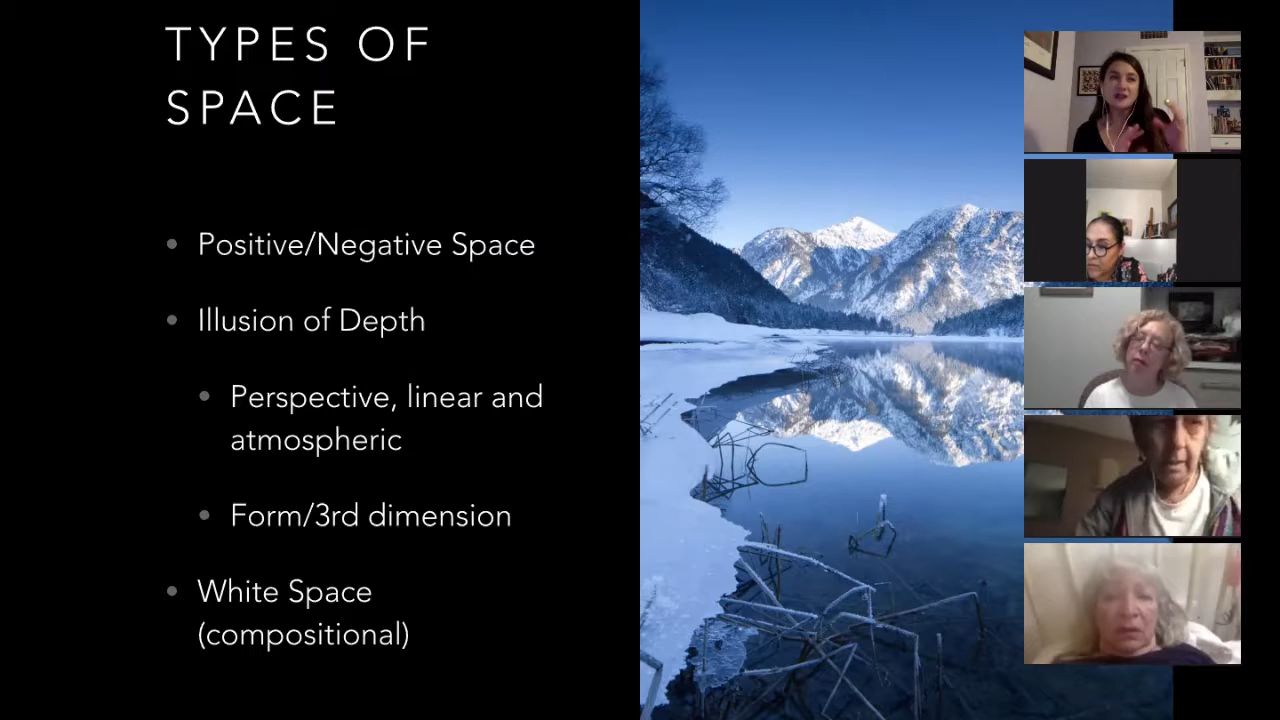 TYPES OF
SPACE
Positive/Negative Space
Illusion of Depth
Perspective, linear and
atmospheric
Form/3rd dimension
White Space
(compositional)